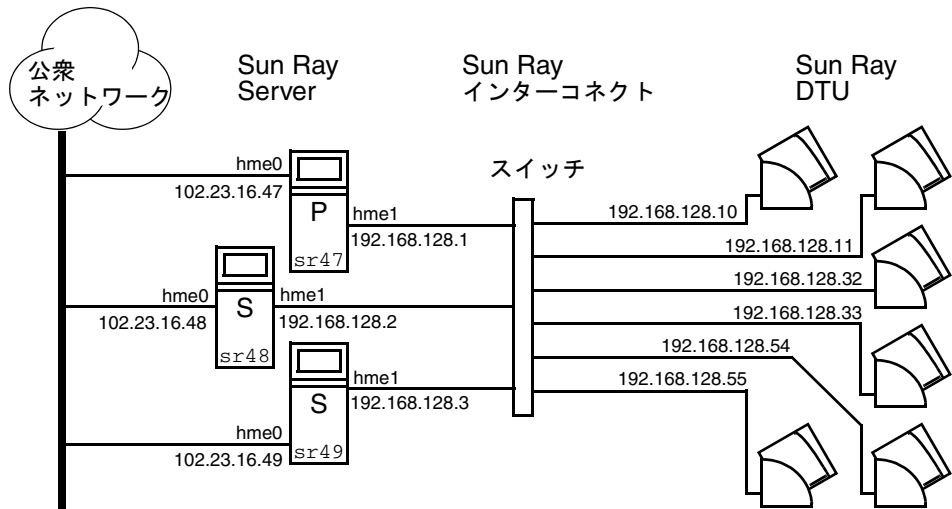 公衆
ネットワーク
Sun Ray
Server
Sun Ray
インターコネクト
Sun Ray
DTU
スイッチ
hme0
102.23.16.47
P
sr47
hme1
192.168.128.1
hme0
102.23.16.48
S
sr48
hme1
192.168.128.2
hme0
102.23.16.49
S
sr49
hme1
192.168.128.3
192.168.128.10
192.168.128.11
192.168.128.32
192.168.128.33
192.168.128.54
192.168.128.55